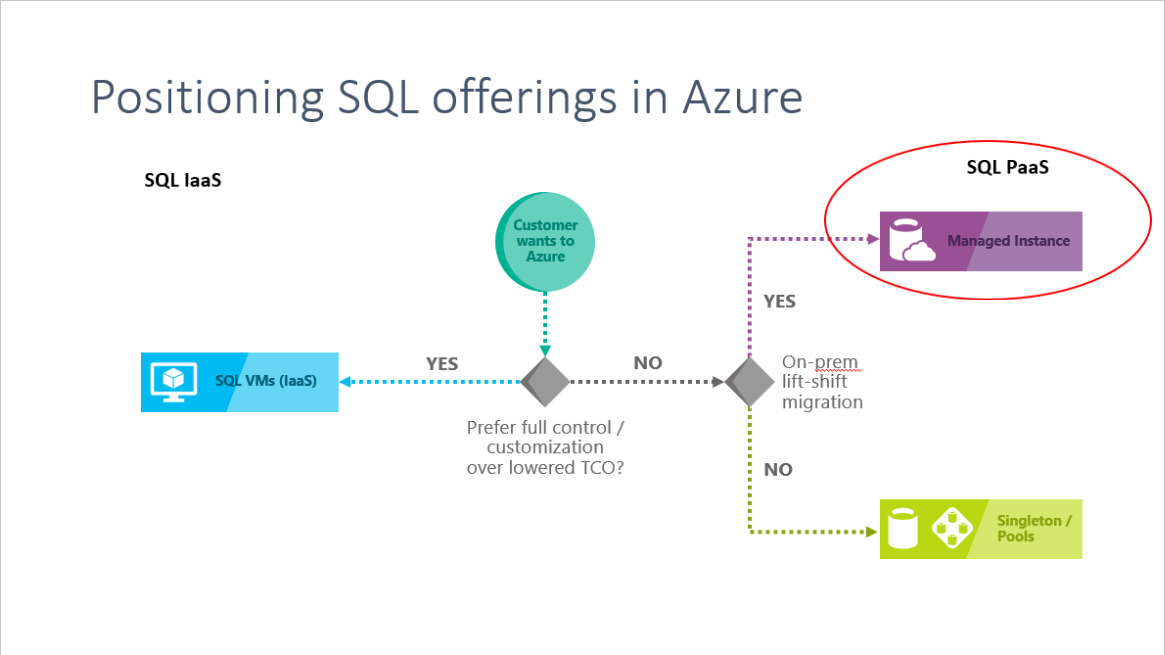 Positioning SQL offerings in Azure
SQL IaaS
SQL PaaS
Customer
wants to
Azure
Managed Instance
YES
YES
NO
On-prem
lift-shift
migration
SQL VMs (IaaS)
Prefer full control /
customization
over lowered TCO?
NO
Singleton /
Pools